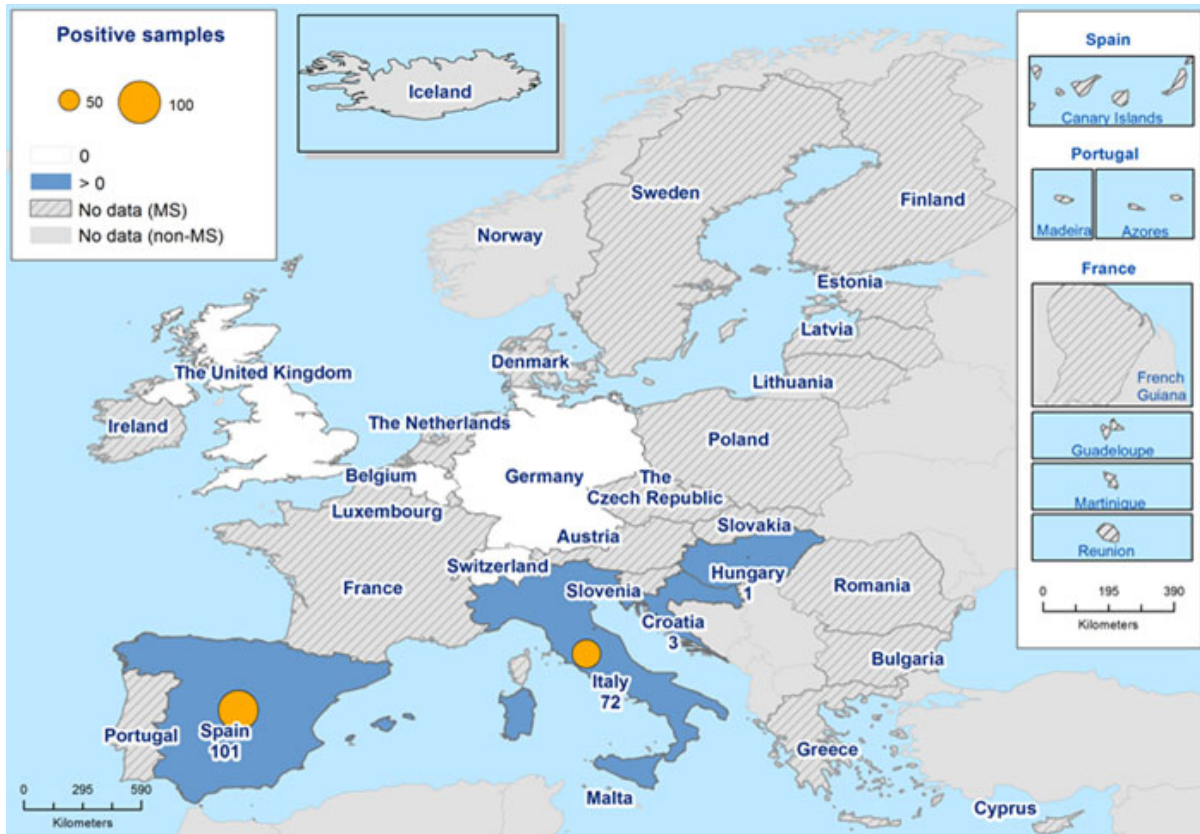 Positive samples
50
100
0
> 0
No data (MS)
No data (non-MS)
Iceland
Spain
Canary Islands
Portugal
Madeira
Azores
France
French
Guiana
Guadeloupe
Martinique
Reunion
0 195 390
Kilometers
Sweden
Finland
Norway
Estonia
Latvia
Denmark
Lithuania
The United Kingdom
Ireland
The Netherlands
Poland
Belgium
Germany
The
Czech Republic
Luxembourg
Slovakia
Austria
Switzerland
Hungary
1
France
Slovenia
Romania
Croatia
3
Bulgaria
Italy
72
Spain
101
Portugal
Greece
Malta
Cyprus
0 295 590
Kilometers